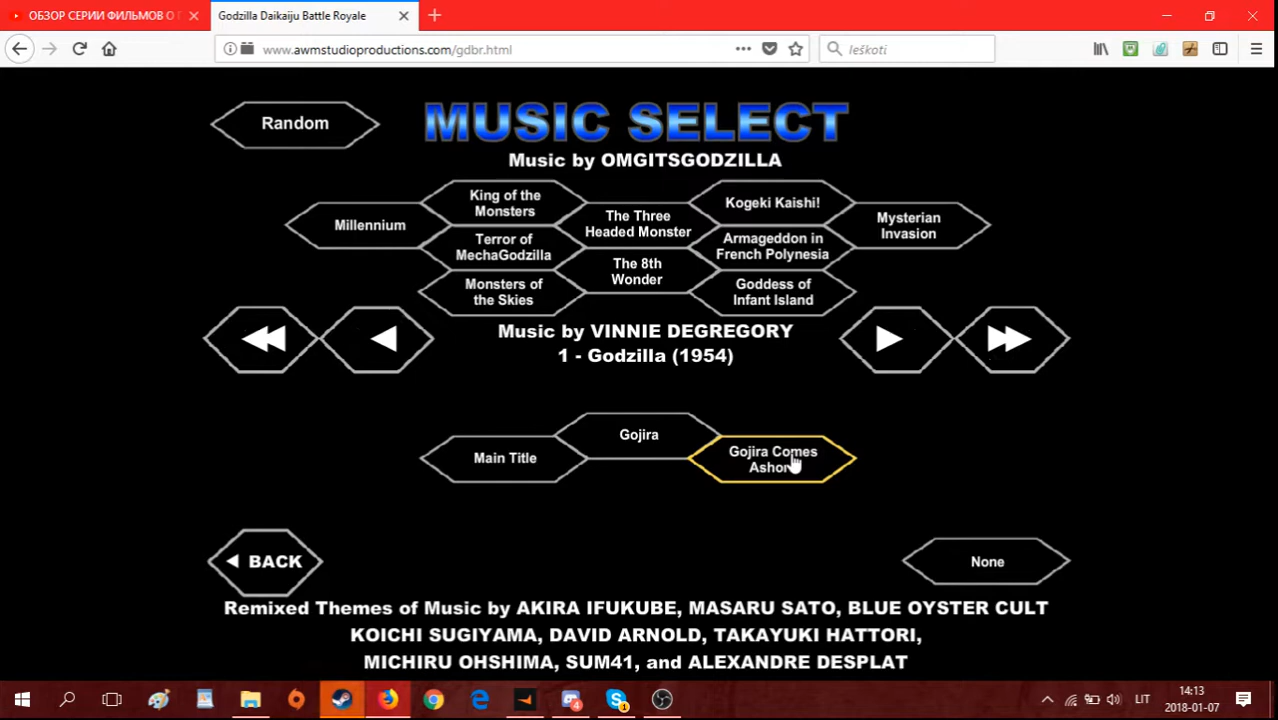 ОБЗОР СЕРИИ ФИЛЬМОВ О Г
Godzilla Daikaiju Battle Royale
www.awmstudioproductions.com/gdbr.html
Ieškoti
Random
MUSIC SELECT
Music by OMGITSGODZILLA
Millennium
King of the
Monsters
The Three
Headed Monster
Kogeki Kaishi!
Mysterian
Invasion
Terror of
MechaGodzilla
The 8th
Wonder
Armageddon in
French Polynesia
Monsters of
the Skies
Goddess of
Infant Island
Music by VINNIE DEGREGORY
1 - Godzilla (1954)
Main Title
Gojira
Gojira Comes
Ashore
BACK
None
Remixed Themes of Music by AKIRA IFUKUBE, MASARU SATO, BLUE OYSTER CULT
KOICHI SUGIYAMA, DAVID ARNOLD, TAKAYUKI HATTORI,
MICHIRU OHSHIMA, SUM41, and ALEXANDRE DESPLAT
4
1
LIT
14:13
2018-01-07